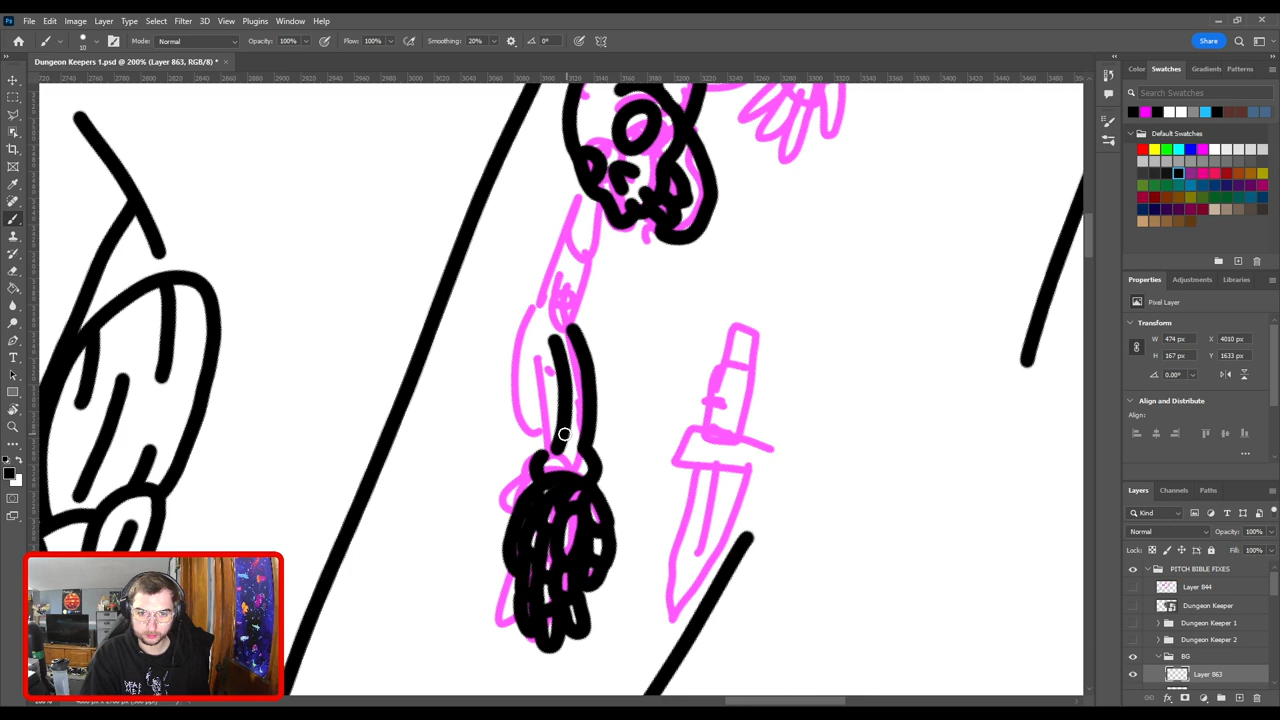 Ps File Edit Image Layer Type Select Filter 3D View Plugins Window Help
10 Mode: Normal Opacity: 100% Flow: 100% Smoothing: 20% 0° Share
Dungeon Keepers 1.psd @ 200% (Layer 863, RGB/8) *
Color Swatches Gradients Patterns
Search Swatches
Default Swatches
Properties Adjustments Libraries
Pixel Layer
Transform
W 474 px X 4010 px
H 167 px Y 1633 px
0.00°
Align and Distribute
Align:
Layers Channels Paths
Kind
Normal Opacity: 100%
Lock: Fill: 100%
PITCH BIBLE FIXES
Layer 844
Dungeon Keeper
Dungeon Keeper 1
Dungeon Keeper 2
BG
Layer 863